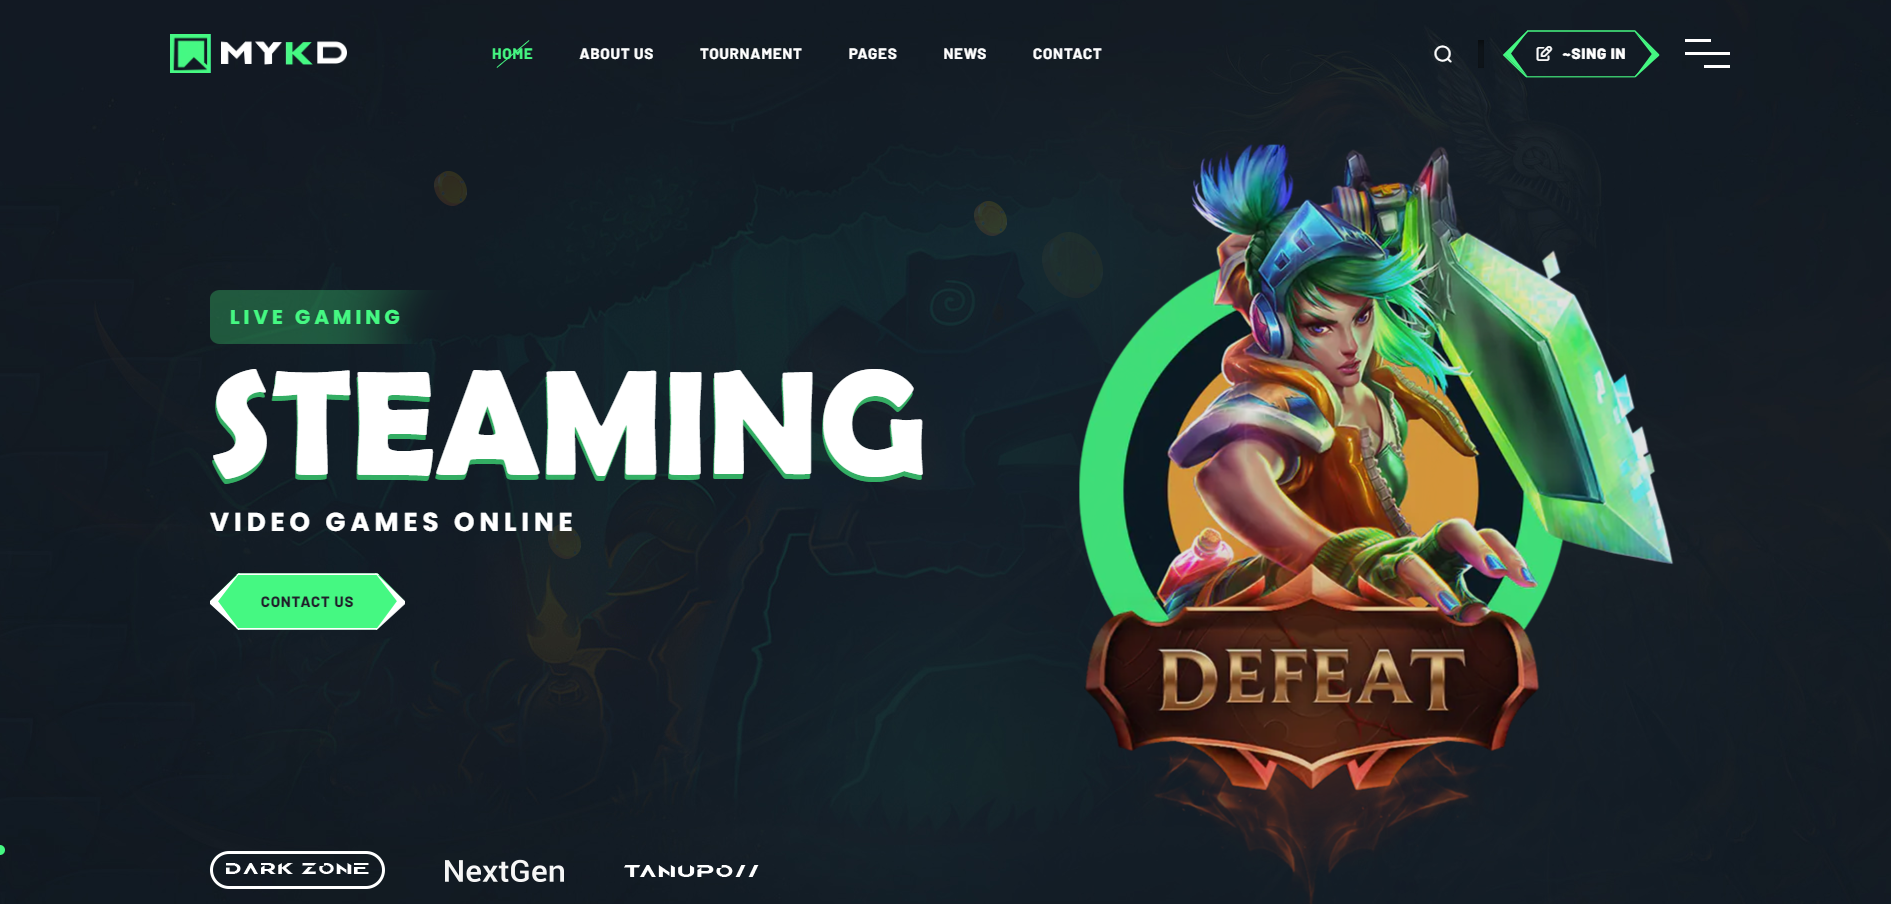 MYKD
HOME
ABOUT US
TOURNAMENT
PAGES
NEWS
CONTACT
~SING IN
LIVE GAMING
STEAMING
VIDEO GAMES ONLINE
CONTACT US
DEFEAT
DARK ZONE
NextGen
TANUPO//